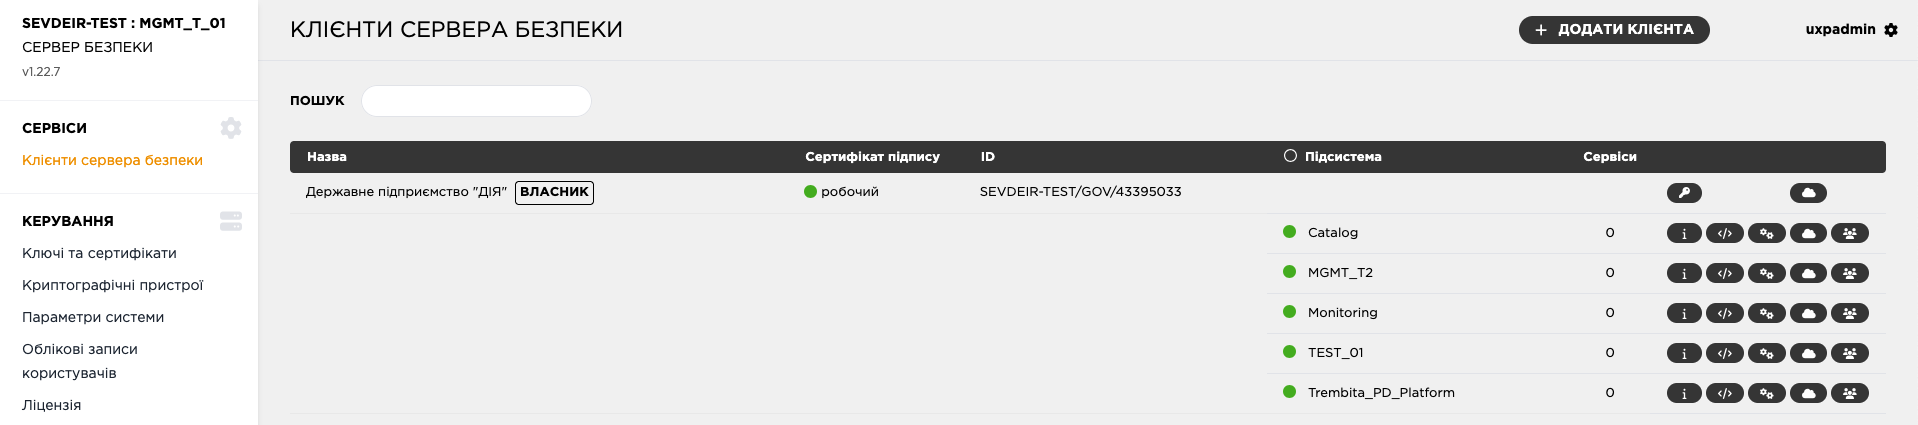 SEVDEIR-TEST : MGMT_T_01
СЕРВЕР БЕЗПЕКИ
v1.22.7
СЕРВІСИ
Клієнти сервера безпеки
КЕРУВАННЯ
Ключі та сертифікати
Криптографічні пристрої
Параметри системи
Облікові записи
користувачів
Ліцензія
КЛІЄНТИ СЕРВЕРА БЕЗПЕКИ
+ ДОДАТИ КЛІЄНТА
uxpadmin
ПОШУК
Назва Сертифікат підпису ID Підсистема Сервіси
Державне підприємство "ДІЯ" ВЛАСНИК робочий SEVDEIR-TEST/GOV/43395033
Catalog 0
MGMT_T2 0
Monitoring 0
TEST_01 0
Trembita_PD_Platform 0